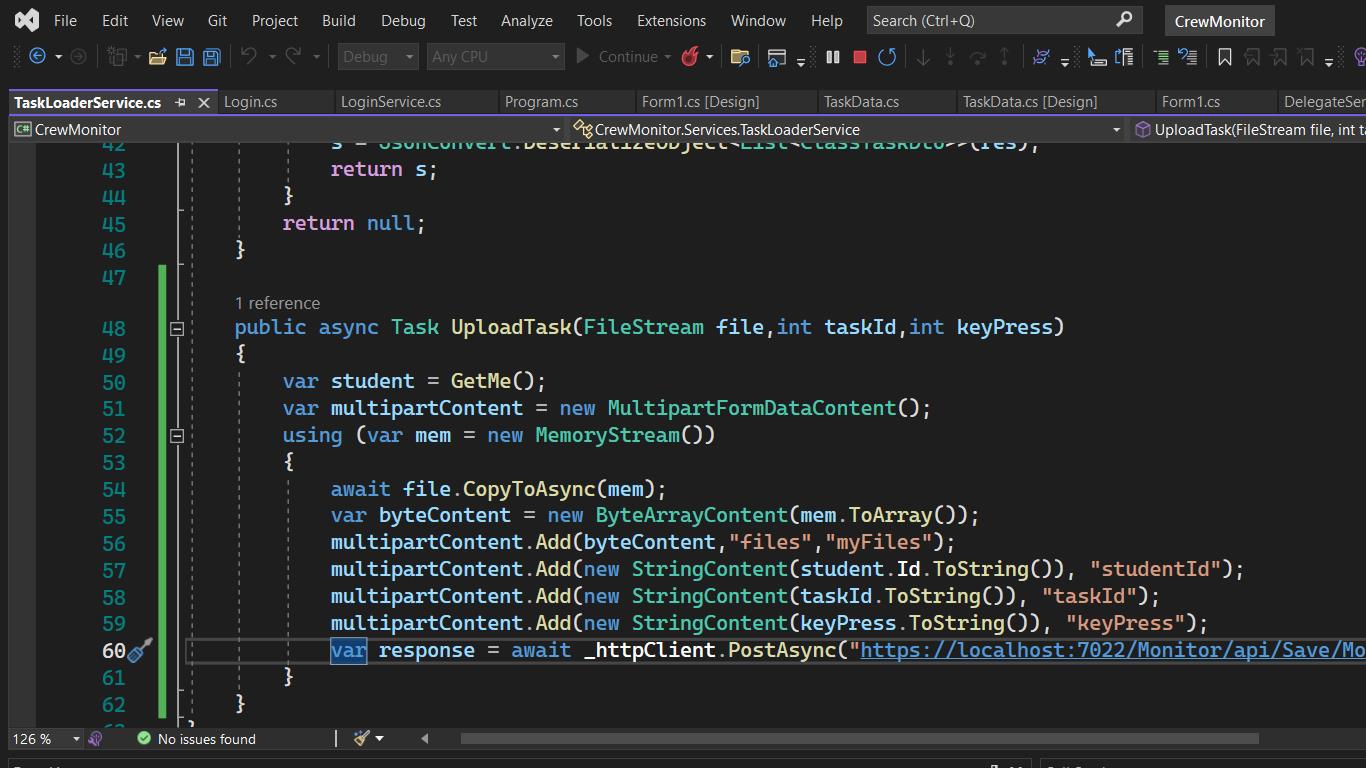 File Edit View Git Project Build Debug Test Analyze Tools Extensions Window Help Search (Ctrl+Q) CrewMonitor
Debug Any CPU Continue
TaskLoaderService.cs Login.cs LoginService.cs Program.cs Form1.cs [Design] TaskData.cs TaskData.cs [Design] Form1.cs DelegateSer
C# CrewMonitor CrewMonitor.Services.TaskLoaderService UploadTask(FileStream file, int ta
42 s = JsonConvert.DeserializeObject<List<ClassTaskDto>>(res);
43 return s;
44 }
45 return null;
46 }
47
1 reference
48 public async Task UploadTask(FileStream file,int taskId,int keyPress)
49 {
50 var student = GetMe();
51 var multipartContent = new MultipartFormDataContent();
52 using (var mem = new MemoryStream())
53 {
54 await file.CopyToAsync(mem);
55 var byteContent = new ByteArrayContent(mem.ToArray());
56 multipartContent.Add(byteContent,"files","myFiles");
57 multipartContent.Add(new StringContent(student.Id.ToString()), "studentId");
58 multipartContent.Add(new StringContent(taskId.ToString()), "taskId");
59 multipartContent.Add(new StringContent(keyPress.ToString()), "keyPress");
60 var response = await _httpClient.PostAsync("https://localhost:7022/Monitor/api/Save/Mo
61 }
62 }
126 % No issues found